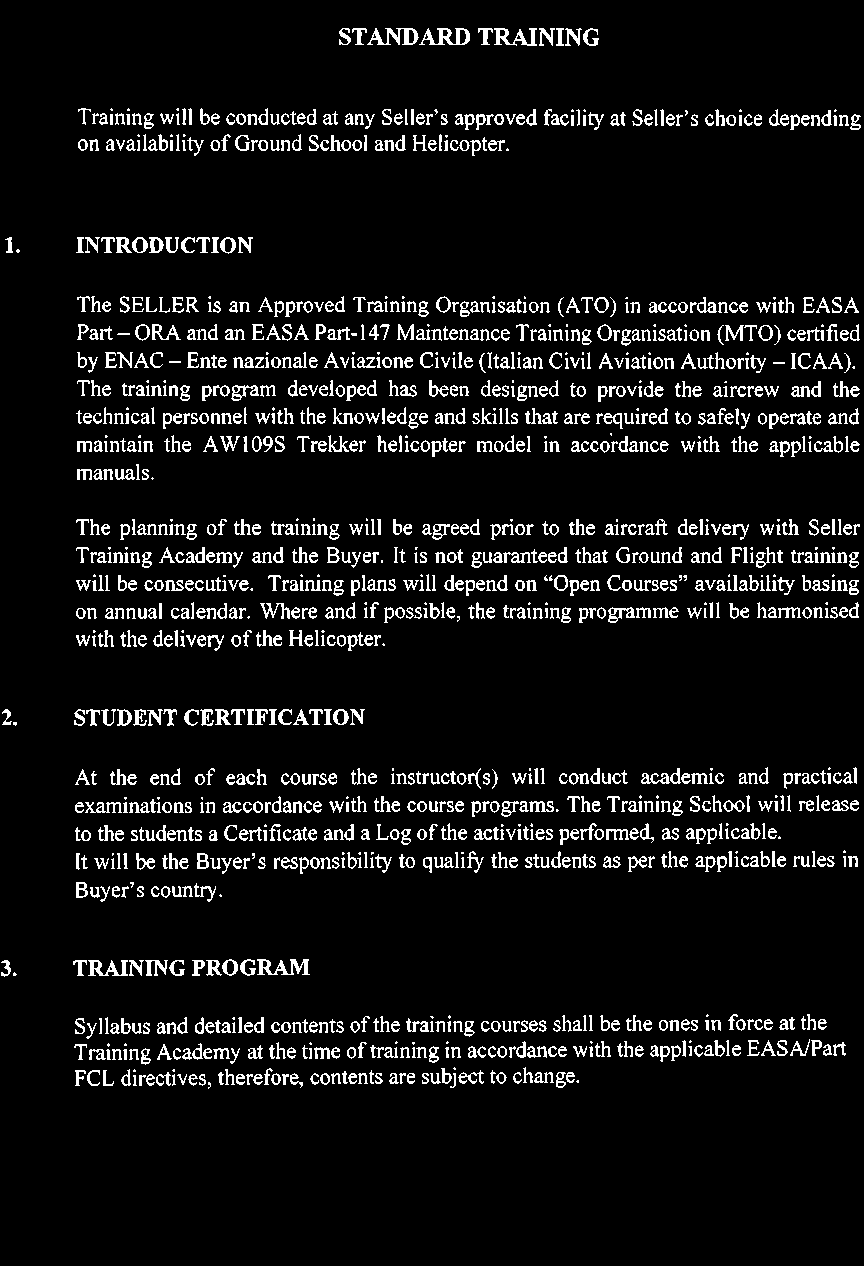 STANDARD TRAINING
Training will be conducted at any Seller's approved facility at Seller's choice depending
on availability of Ground School and Helicopter.
1. INTRODUCTION
The SELLER is an Approved Training Organisation (ATO) in accordance with EASA
Part – ORA and an EASA Part-147 Maintenance Training Organisation (MTO) certified
by ENAC – Ente nazionale Aviazione Civile (Italian Civil Aviation Authority – ICAA).
The training program developed has been designed to provide the aircrew and the
technical personnel with the knowledge and skills that are required to safely operate and
maintain the AW109S Trekker helicopter model in accordance with the applicable
manuals.
The planning of the training will be agreed prior to the aircraft delivery with Seller
Training Academy and the Buyer. It is not guaranteed that Ground and Flight training
will be consecutive. Training plans will depend on “Open Courses” availability basing
on annual calendar. Where and if possible, the training programme will be harmonised
with the delivery of the Helicopter.
2. STUDENT CERTIFICATION
At the end of each course the instructor(s) will conduct academic and practical
examinations in accordance with the course programs. The Training School will release
to the students a Certificate and a Log of the activities performed, as applicable.
It will be the Buyer's responsibility to qualify the students as per the applicable rules in
Buyer's country.
3. TRAINING PROGRAM
Syllabus and detailed contents of the training courses shall be the ones in force at the
Training Academy at the time of training in accordance with the applicable EASA/Part
FCL directives, therefore, contents are subject to change.